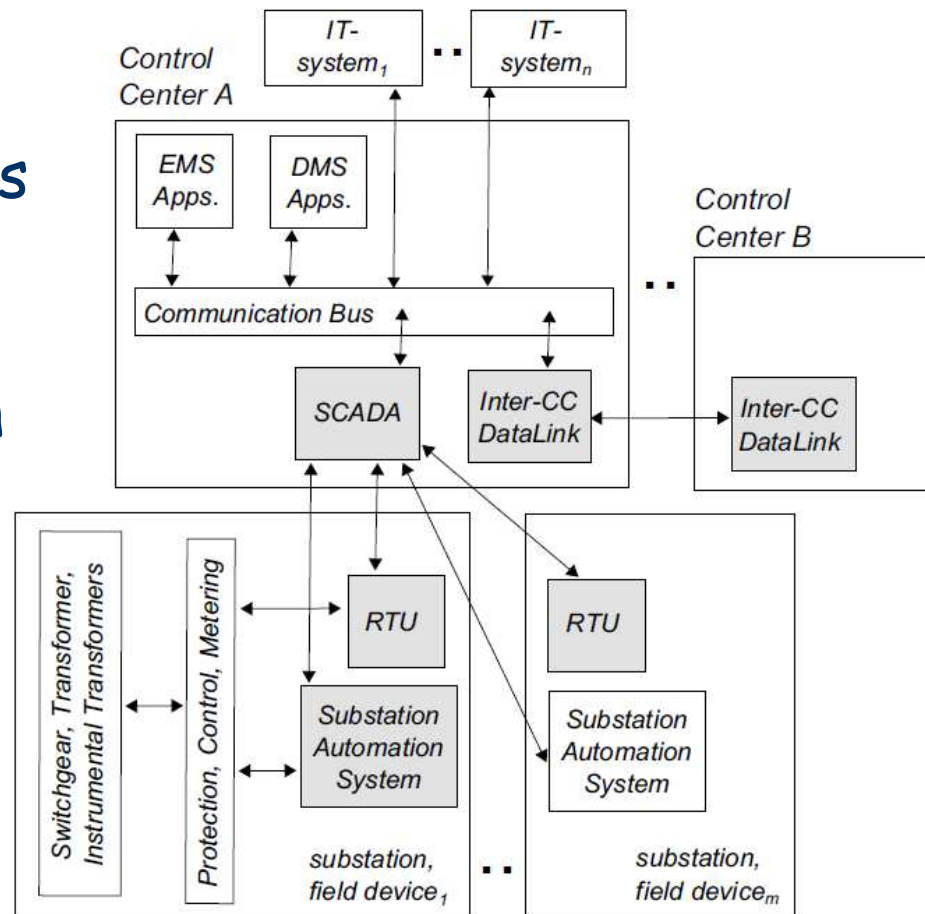 IT-
system1
..
IT-
systemn
Control
Center A
s
EMS
Apps.
DMS
Apps.
Control
Center B
..
Communication Bus
SCADA
Inter-CC
DataLink
Inter-CC
DataLink
Switchgear, Transformer,
Instrumental Transformers
Protection, Control, Metering
RTU
RTU
Substation
Automation
System
Substation
Automation
System
substation,
field device1
..
substation,
field devicem